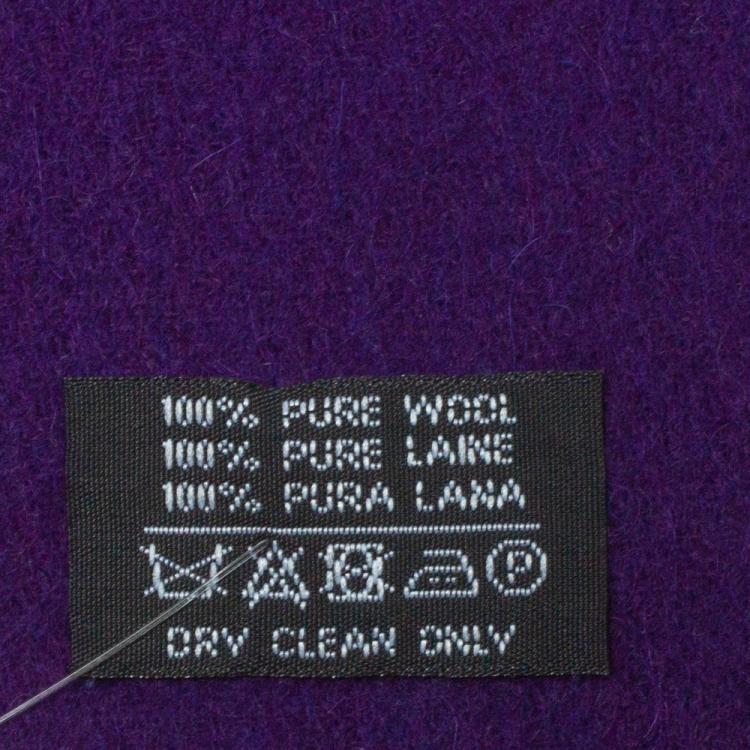 100% PURE WOOL
100% PURE LAINE
100% PURA LANA
P
DRY CLEAN ONLY